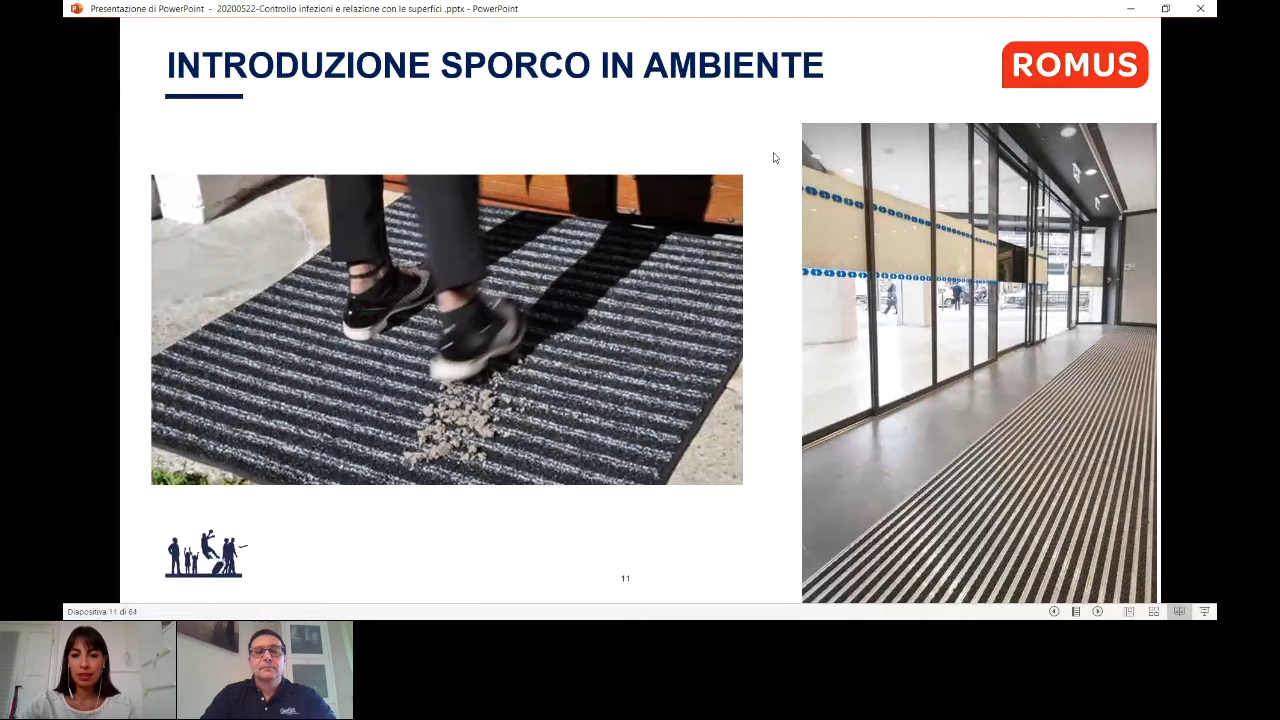 Presentazione di PowerPoint - 20200522-Controllo infezioni e relazione con le superfici .pptx - PowerPoint
INTRODUZIONE SPORCO IN AMBIENTE
ROMUS
11
Diapositiva 11 di 64